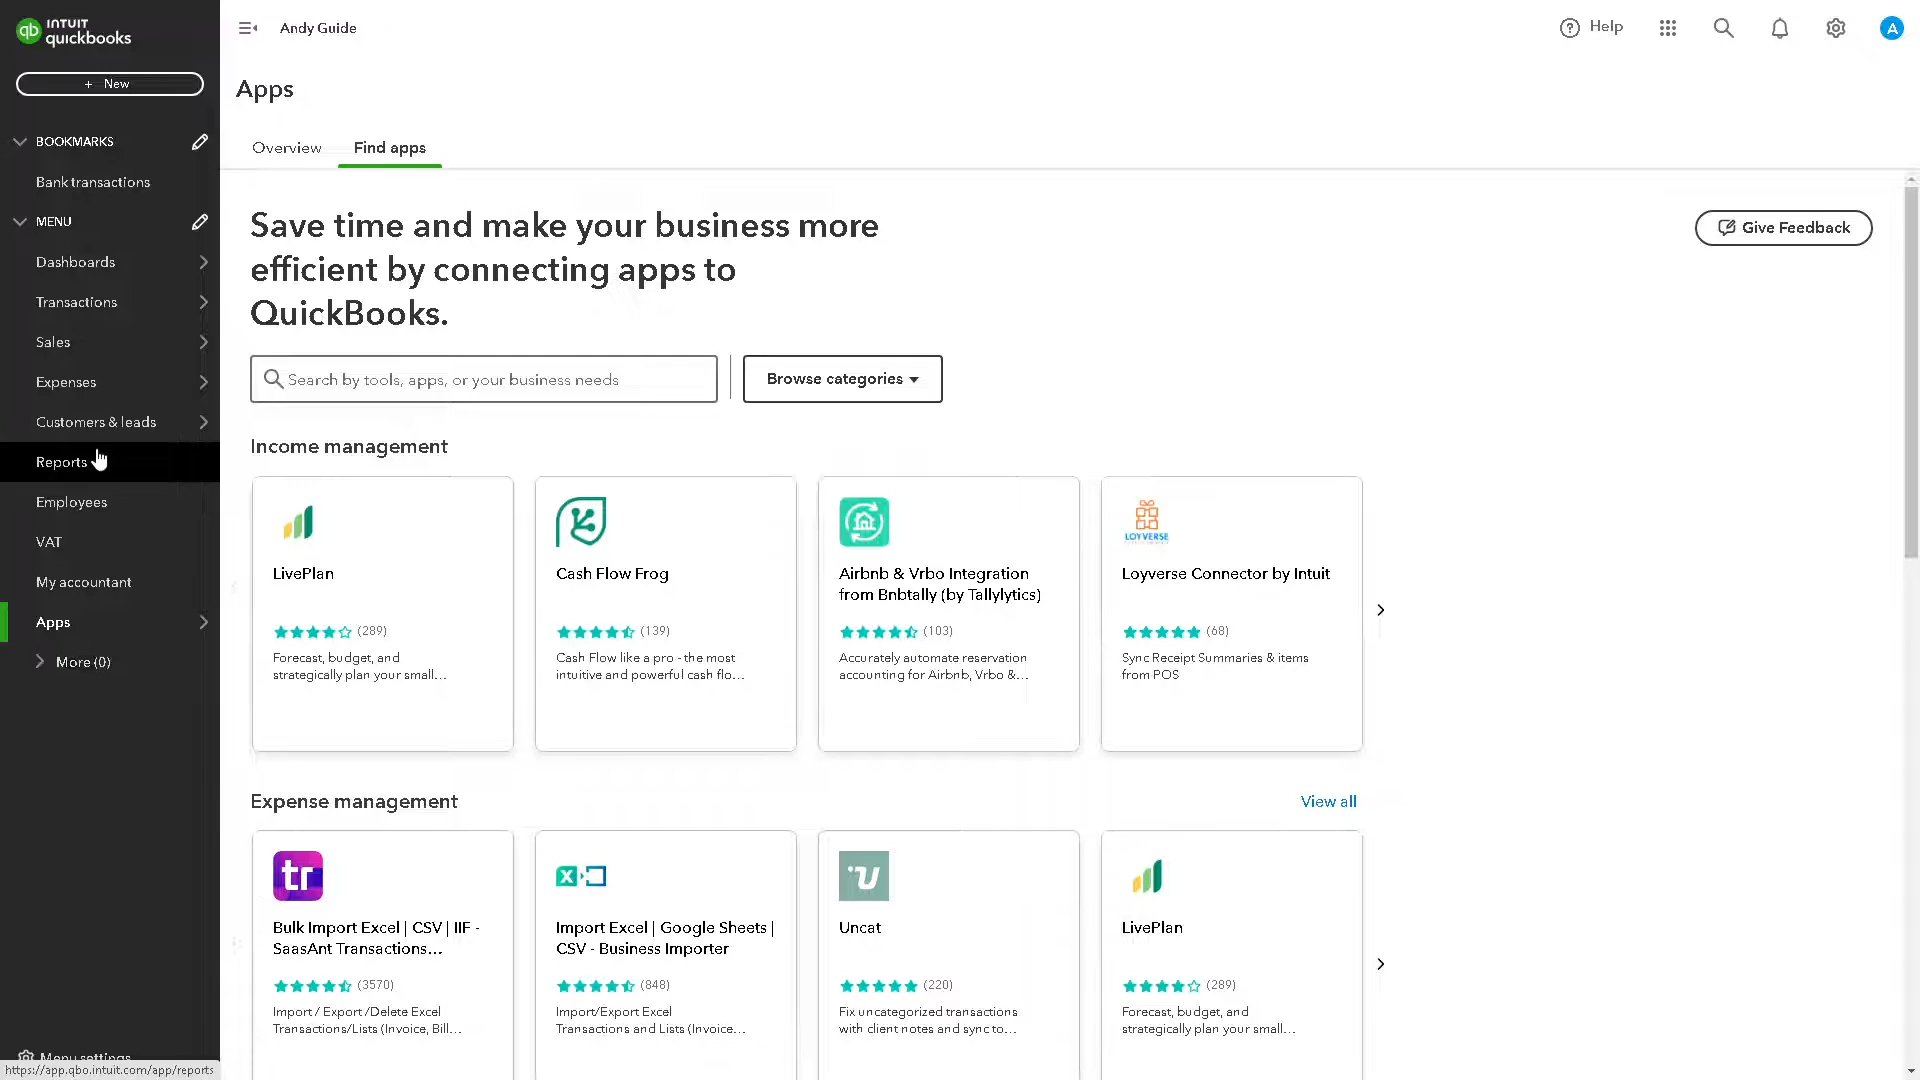 INTUIT
quickbooks
+ New
BOOKMARKS
Bank transactions
MENU
Dashboards
Transactions
Sales
Expenses
Customers & leads
Reports
Employees
VAT
My accountant
Apps
More (0)
Menu settings
https://app.qbo.intuit.com/app/reports
Andy Guide
Help
A
Apps
Overview
Find apps
Save time and make your business more
efficient by connecting apps to
QuickBooks.
Give Feedback
Search by tools, apps, or your business needs
Browse categories
Income management
LivePlan
(289)
Forecast, budget, and
strategically plan your small...
Cash Flow Frog
(139)
Cash Flow like a pro - the most
intuitive and powerful cash flo...
Airbnb & Vrbo Integration
from Bnbtally (by Tallylytics)
(103)
Accurately automate reservation
accounting for Airbnb, Vrbo &...
LOYVERSE
Loyverse Connector by Intuit
(68)
Sync Receipt Summaries & items
from POS
Expense management
View all
tr
Bulk Import Excel | CSV | IIF -
SaasAnt Transactions...
(3570)
Import / Export /Delete Excel
Transactions/Lists (Invoice, Bill...
X
Import Excel | Google Sheets |
CSV - Business Importer
(848)
Import/Export Excel
Transactions and Lists (Invoice...
U
Uncat
(220)
Fix uncategorized transactions
with client notes and sync to...
LivePlan
(289)
Forecast, budget, and
strategically plan your small...